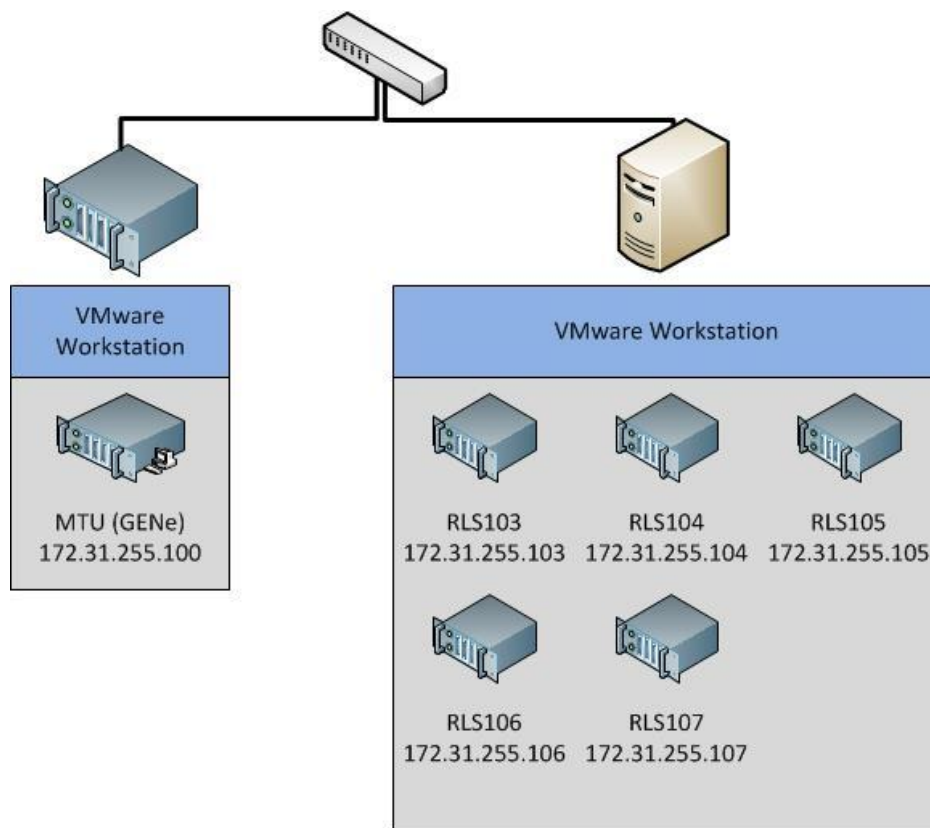 VMware
Workstation
MTU (GENe)
172.31.255.100
VMware Workstation
RLS103
172.31.255.103
RLS104
172.31.255.104
RLS105
172.31.255.105
RLS106
172.31.255.106
RLS107
172.31.255.107